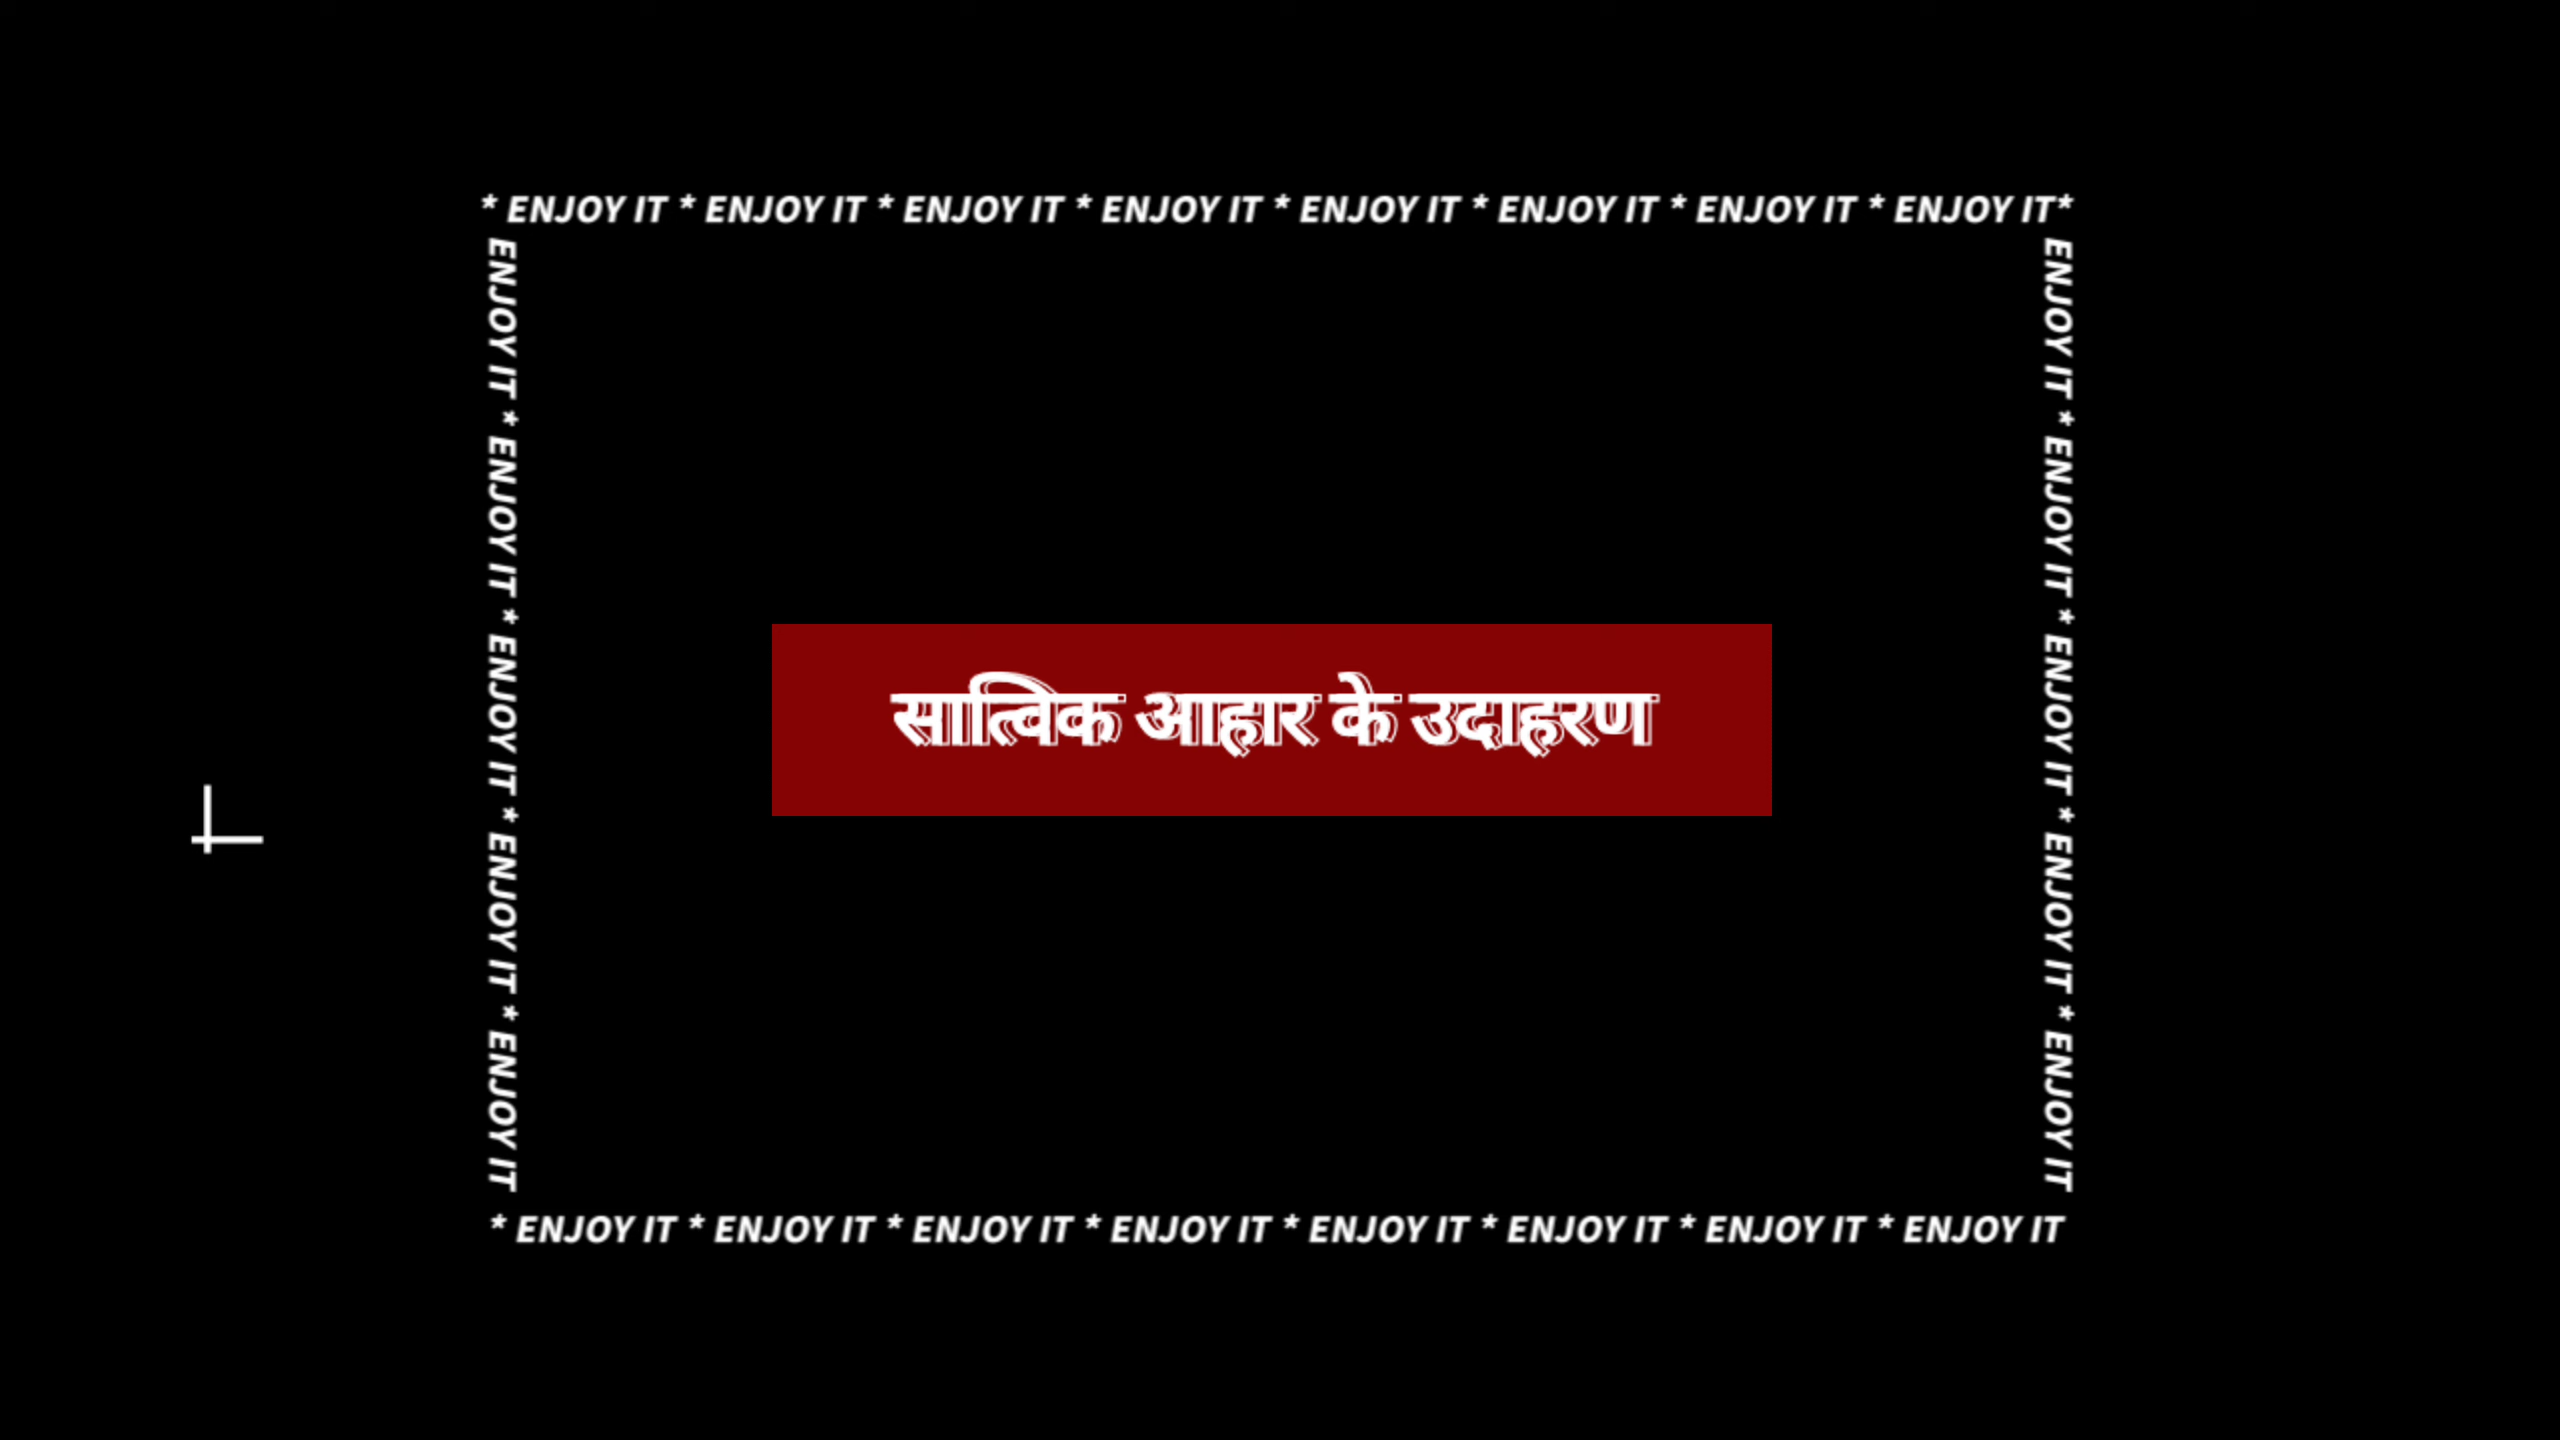 * ENJOY IT * ENJOY IT * ENJOY IT * ENJOY IT * ENJOY IT * ENJOY IT * ENJOY IT * ENJOY IT*
ENJOY IT * ENJOY IT * ENJOY IT * ENJOY IT * ENJOY IT
सात्विक आहार के उदाहरण
ENJOY IT * ENJOY IT * ENJOY IT * ENJOY IT * ENJOY IT
* ENJOY IT * ENJOY IT * ENJOY IT * ENJOY IT * ENJOY IT * ENJOY IT * ENJOY IT * ENJOY IT